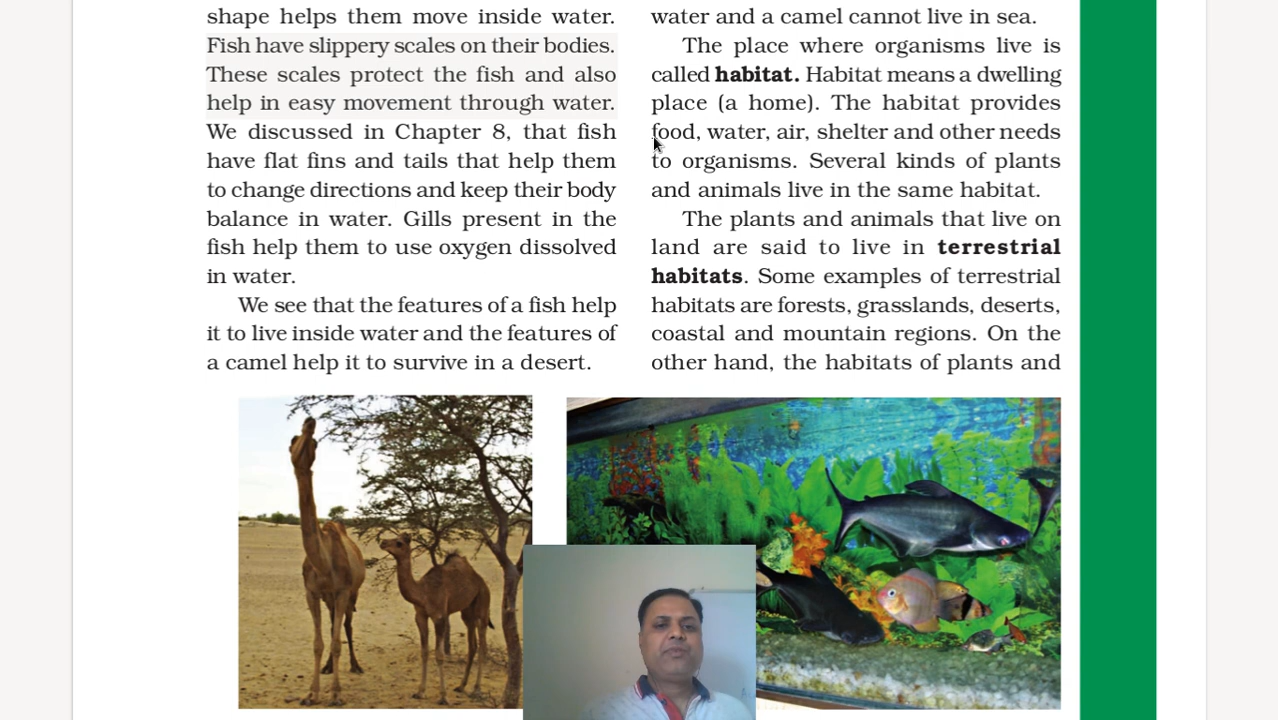 shape helps them move inside water.
Fish have slippery scales on their bodies.
These scales protect the fish and also
help in easy movement through water.
We discussed in Chapter 8, that fish
have flat fins and tails that help them
to change directions and keep their body
balance in water. Gills present in the
fish help them to use oxygen dissolved
in water.
We see that the features of a fish help
it to live inside water and the features of
a camel help it to survive in a desert.
water and a camel cannot live in sea.
The place where organisms live is
called habitat. Habitat means a dwelling
place (a home). The habitat provides
food, water, air, shelter and other needs
to organisms. Several kinds of plants
and animals live in the same habitat.
The plants and animals that live on
land are said to live in terrestrial
habitats. Some examples of terrestrial
habitats are forests, grasslands, deserts,
coastal and mountain regions. On the
other hand, the habitats of plants and